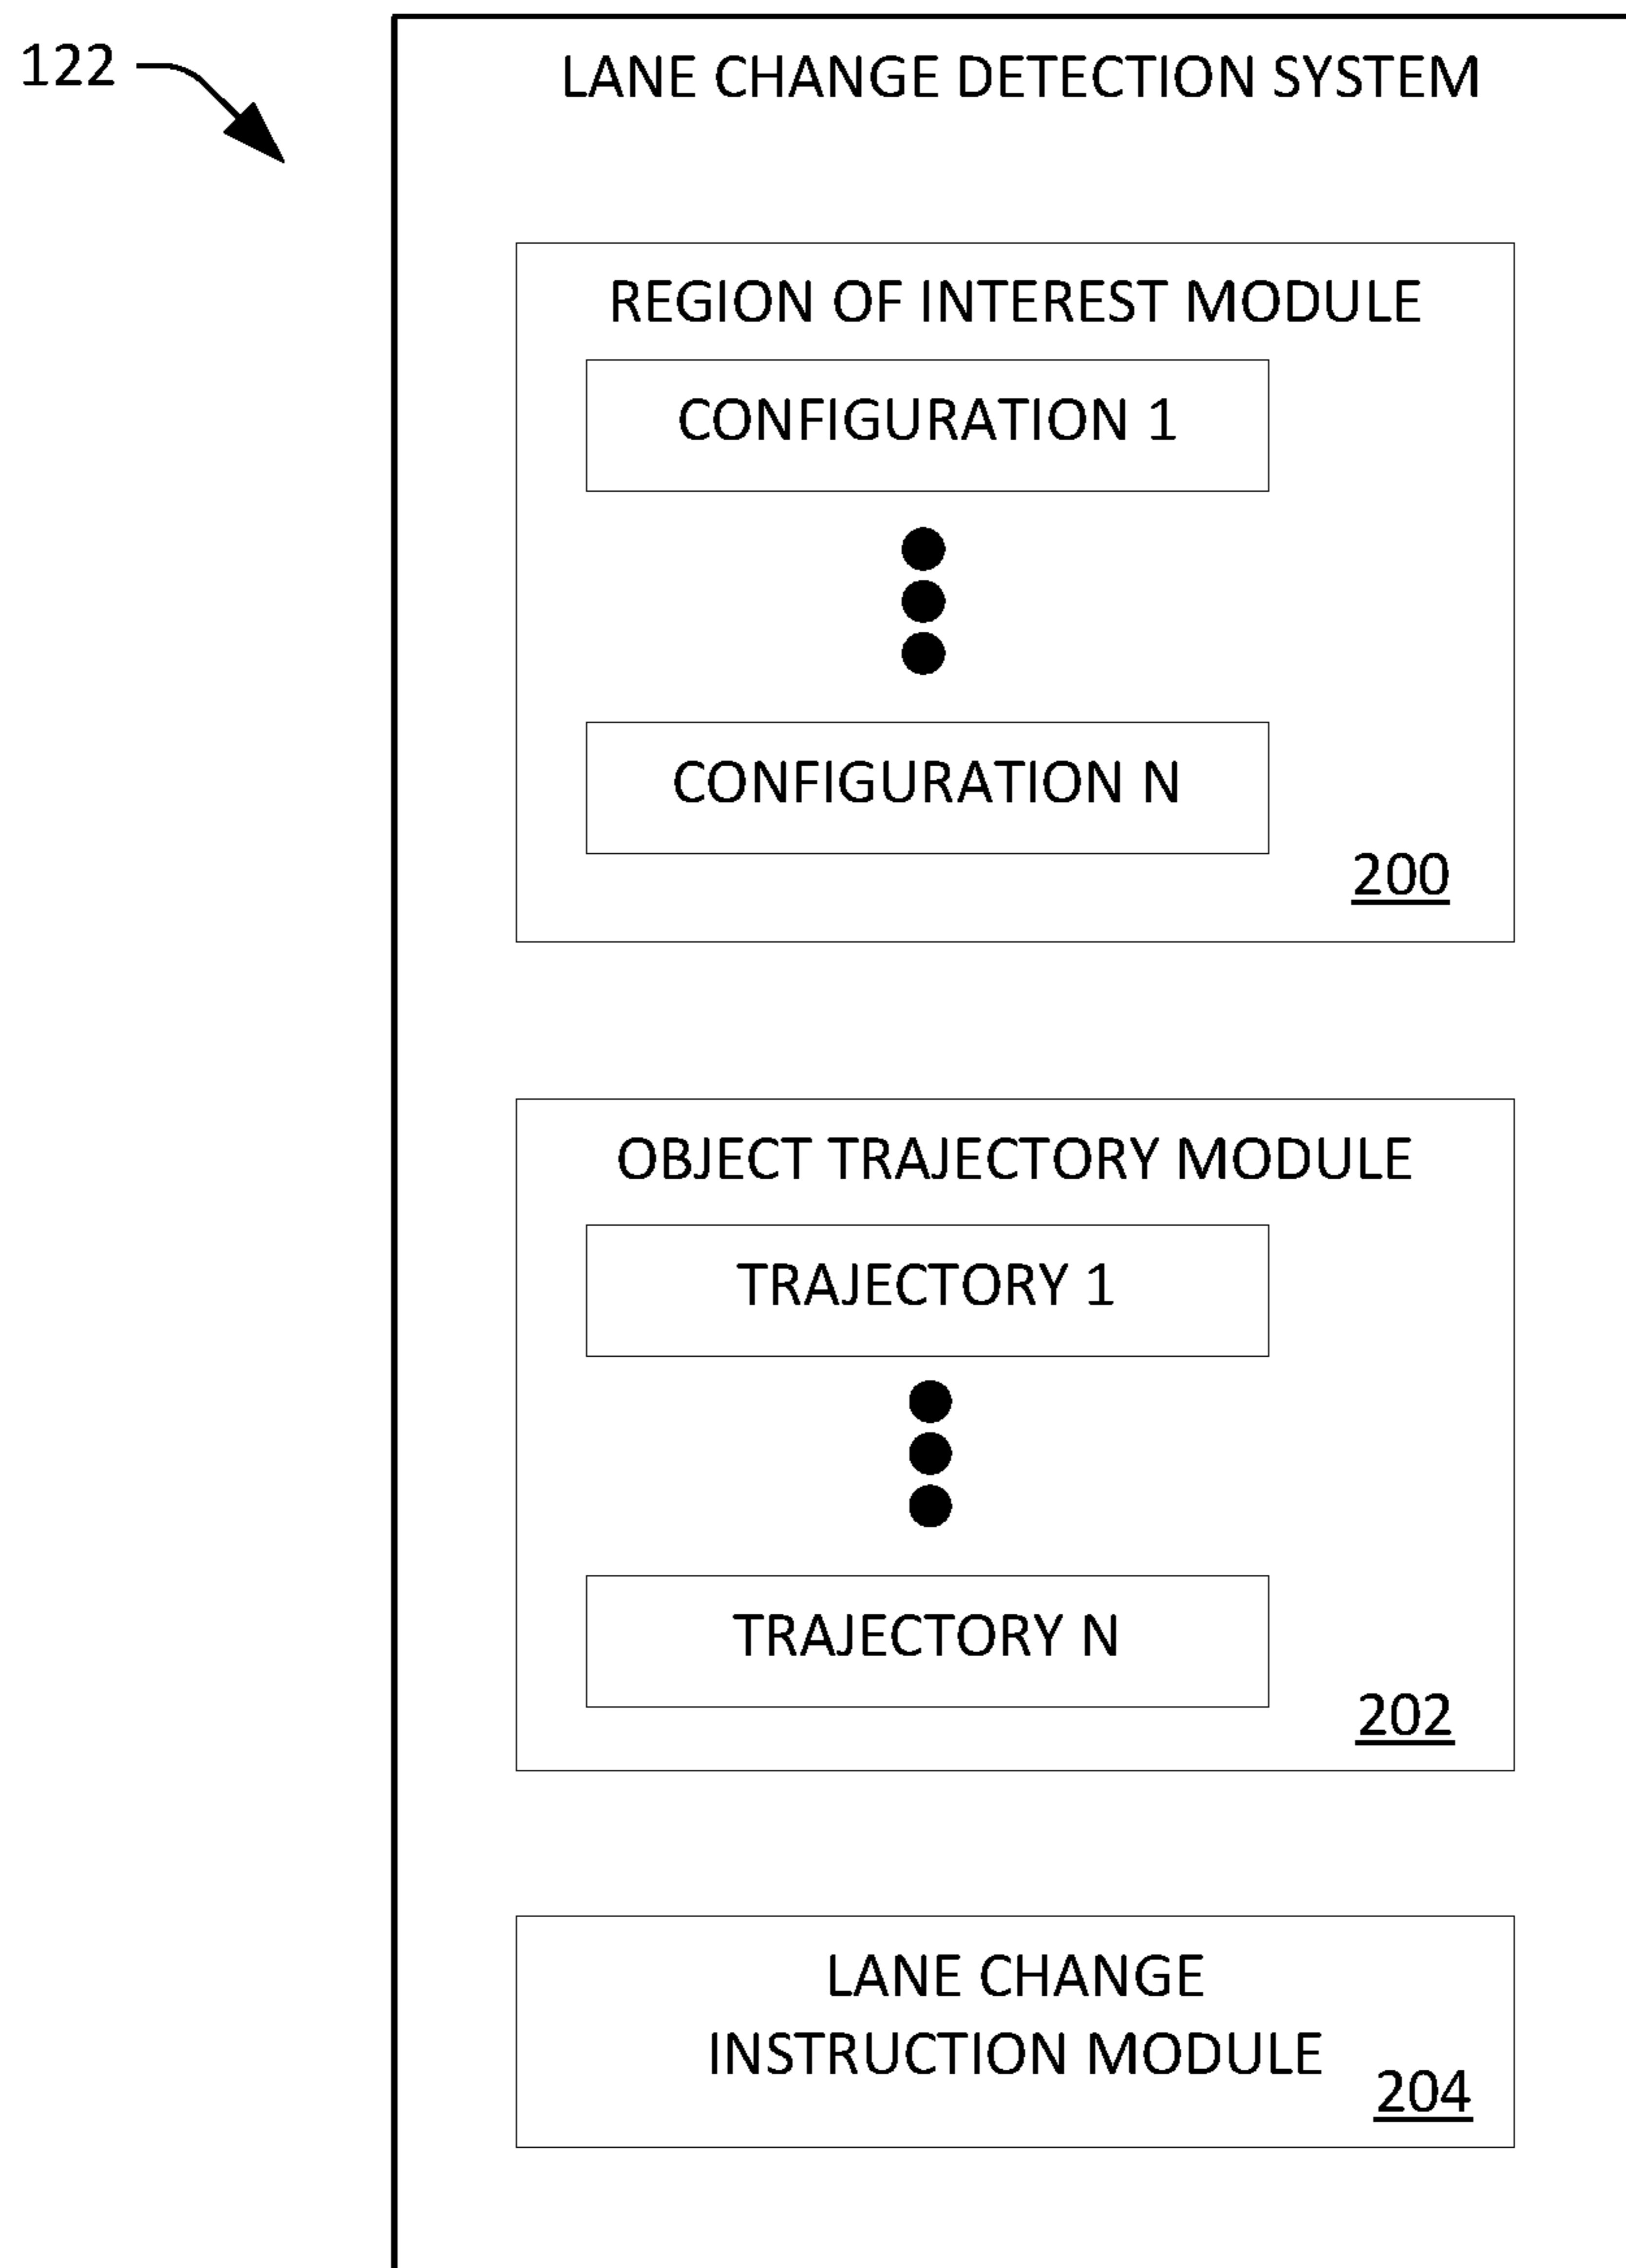 122
LANE CHANGE DETECTION SYSTEM
REGION OF INTEREST MODULE
CONFIGURATION 1
CONFIGURATION N
200
OBJECT TRAJECTORY MODULE
TRAJECTORY 1
TRAJECTORY N
202
LANE CHANGE
INSTRUCTION MODULE
204